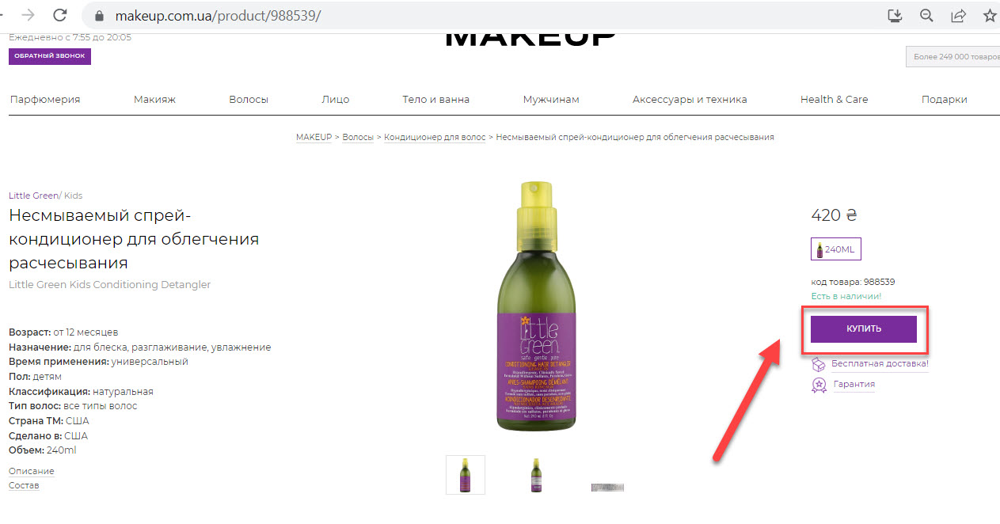 makeup.com.ua/product/988539/
Ежедневно с 7:55 до 20:05
MAKEUP
ОБРАТНЫЙ ЗВОНОК
Более 249 000 товаров
Парфюмерия Макияж Волосы Лицо Тело и ванна Мужчинам Аксессуары и техника Health & Care Подарки
MAKEUP > Волосы > Кондиционер для волос > Несмываемый спрей-кондиционер для облегчения расчесывания
Little Green/ Kids
Несмываемый спрей-
кондиционер для облегчения
расчесывания
Little Green Kids Conditioning Detangler
Возраст: от 12 месяцев
Назначение: для блеска, разглаживание, увлажнение
Время применения: универсальный
Пол: детям
Классификация: натуральная
Тип волос: все типы волос
Страна ТМ: США
Сделано в: США
Объем: 240ml
Описание
Состав
little
green.
safe gentle pure
CONDITIONING HAIR DETANGLER
APRÈS-SHAMPOING DÉMÊLANT
ACONDICIONADOR DESENREDANTE
420 ₴
240ML
код товара: 988539
Есть в наличии!
КУПИТЬ
Бесплатная доставка!
Гарантия